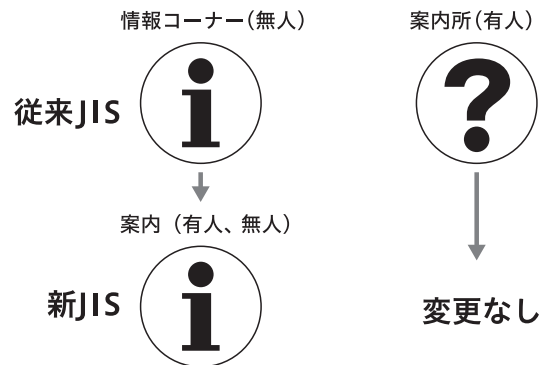 情報コーナー（無人）
案内所（有人）
従来JIS
i
?
案内（有人、無人）
新JIS
i
変更なし